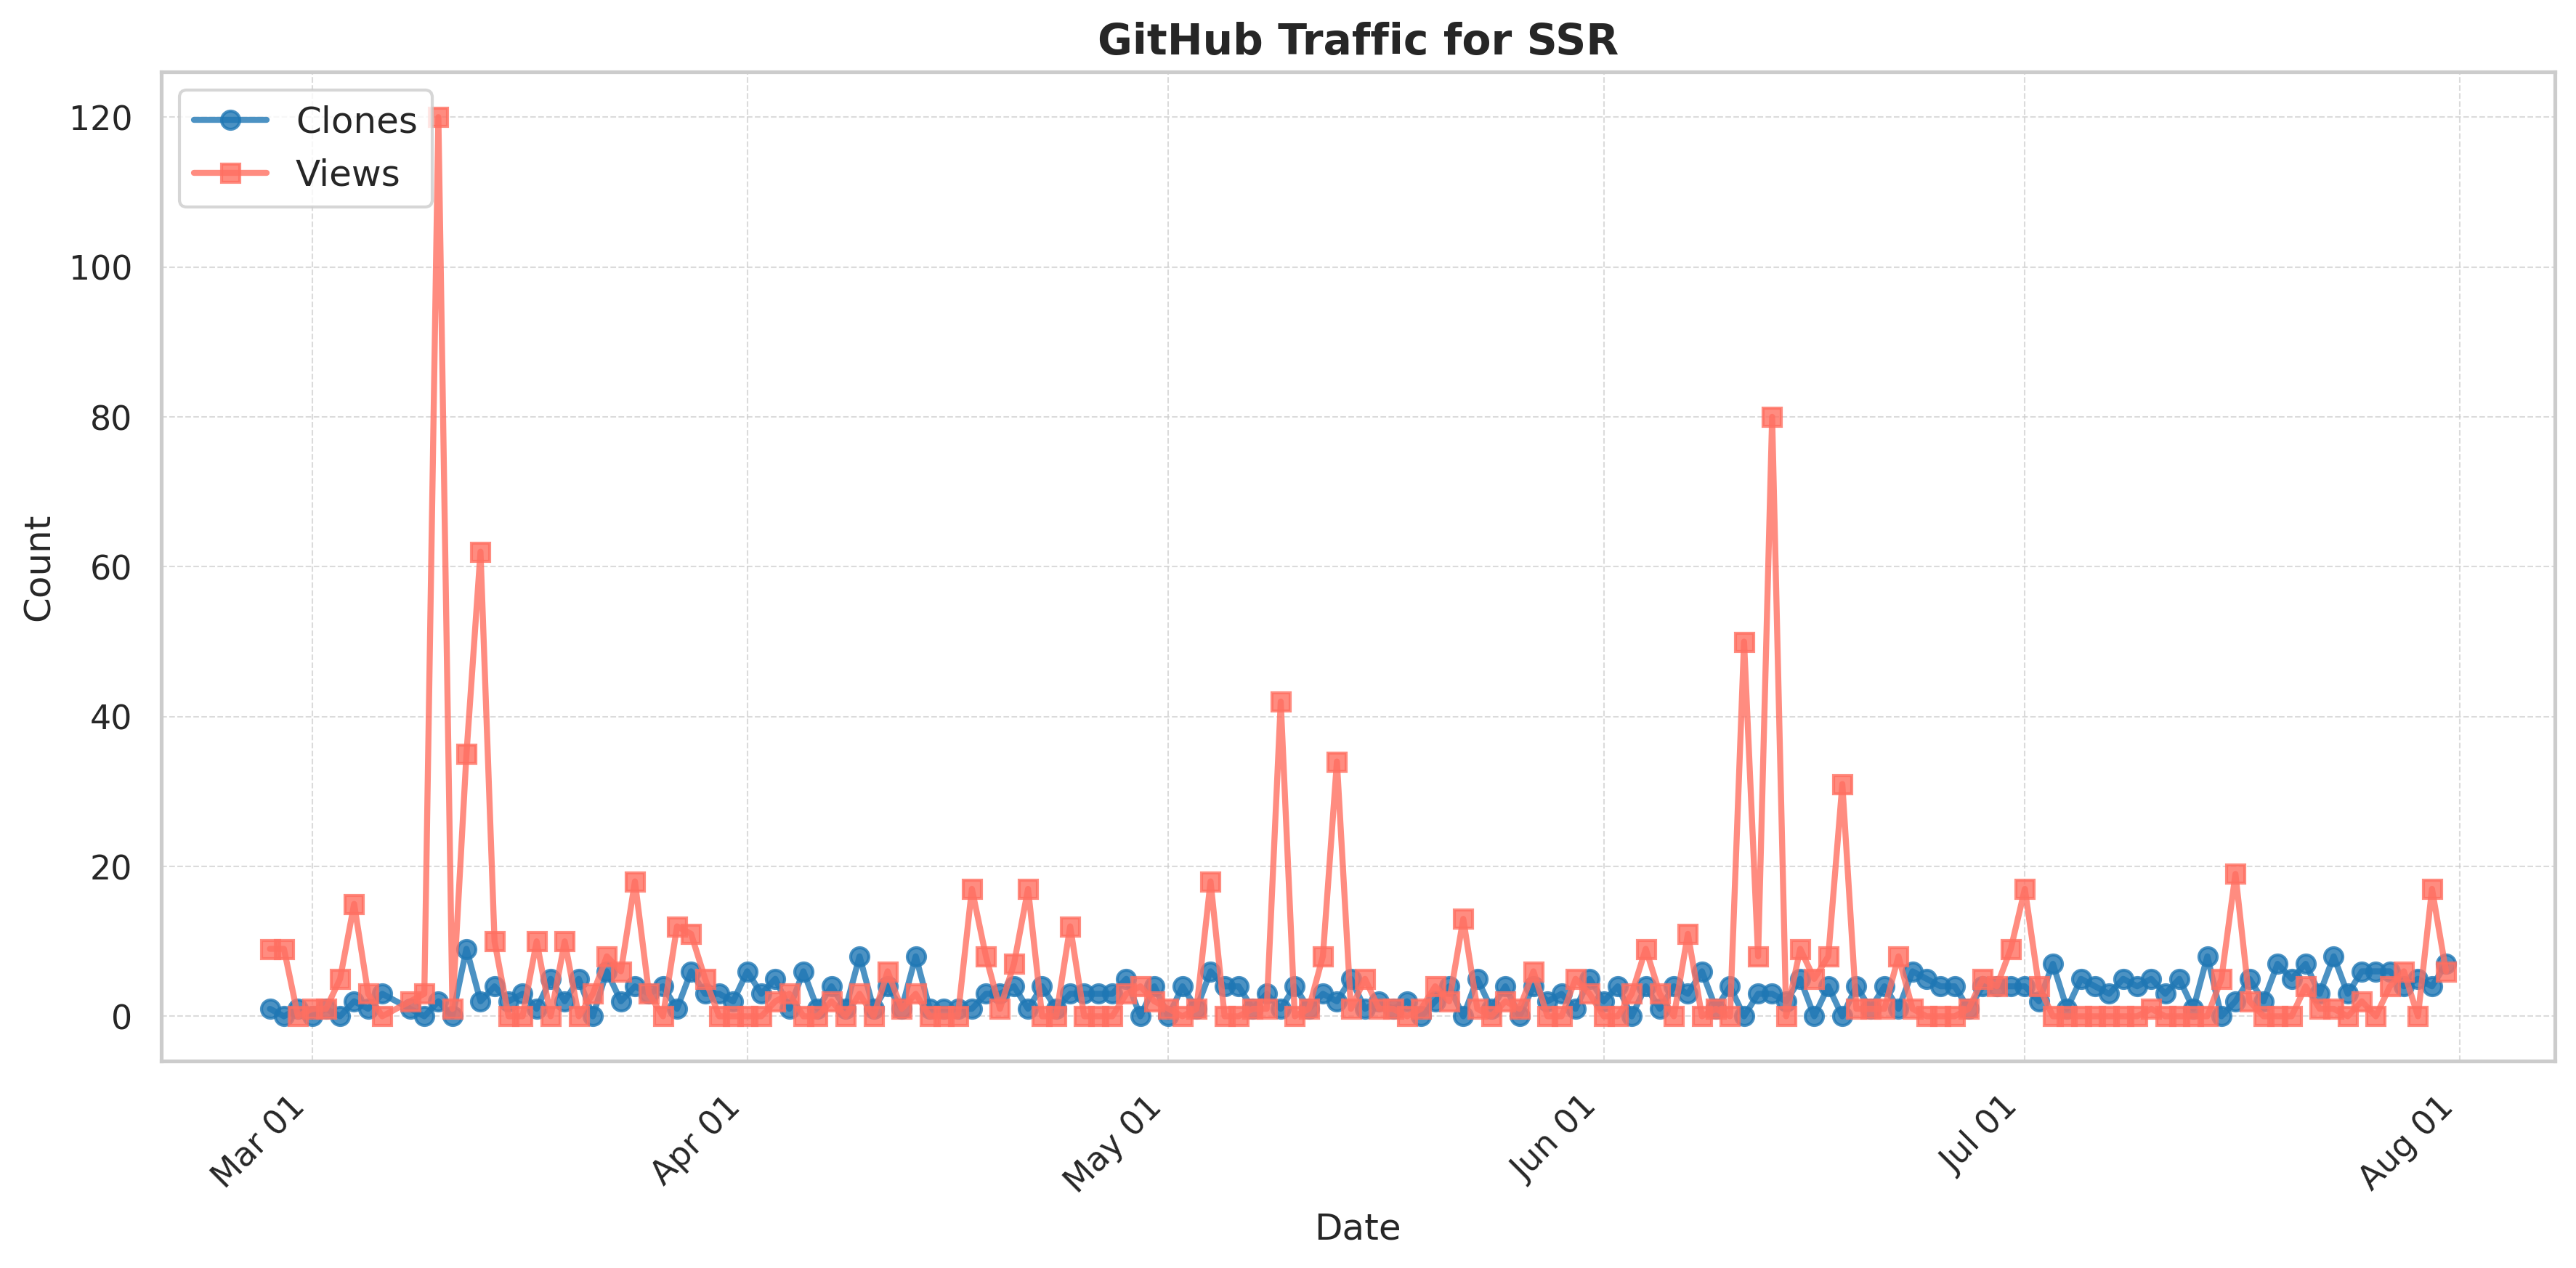 GitHub Traffic for SSR
Clones
Views
120
100
80
60
40
20
0
Count
Mar 01
Apr 01
May 01
Jun 01
Jul 01
Aug 01
Date